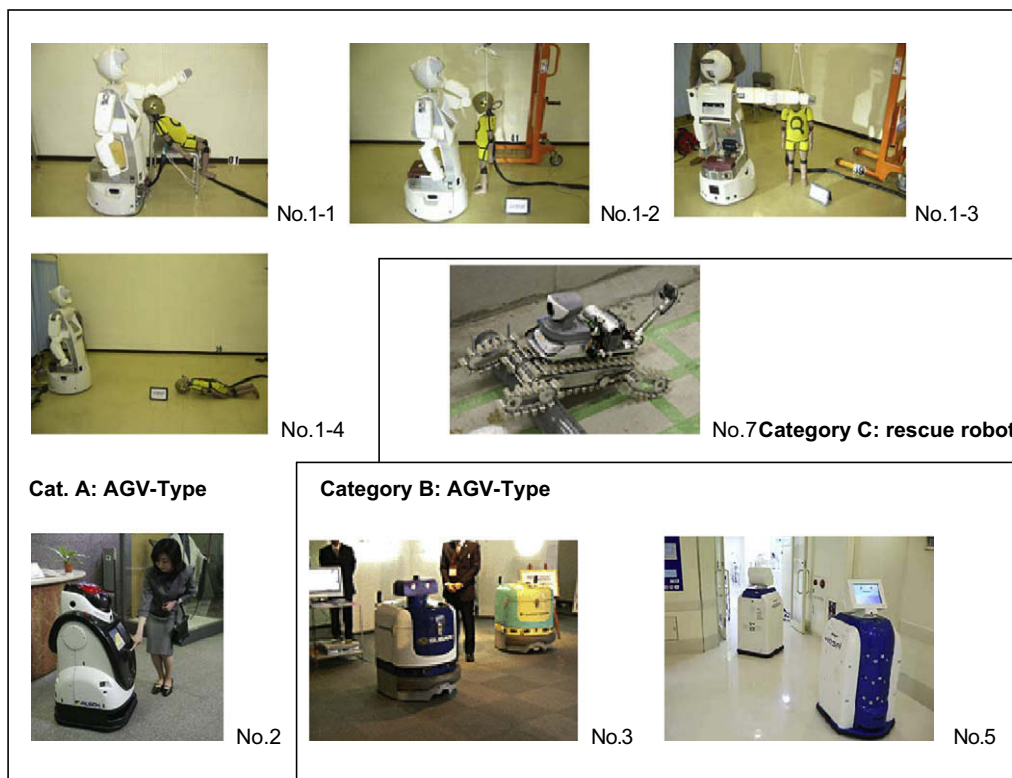 No.1-1
No.1-2
No.1-3
No.1-4
No.7 Category C: rescue robot
Cat. A: AGV-Type
Category B: AGV-Type
No.2
No.3
No.5